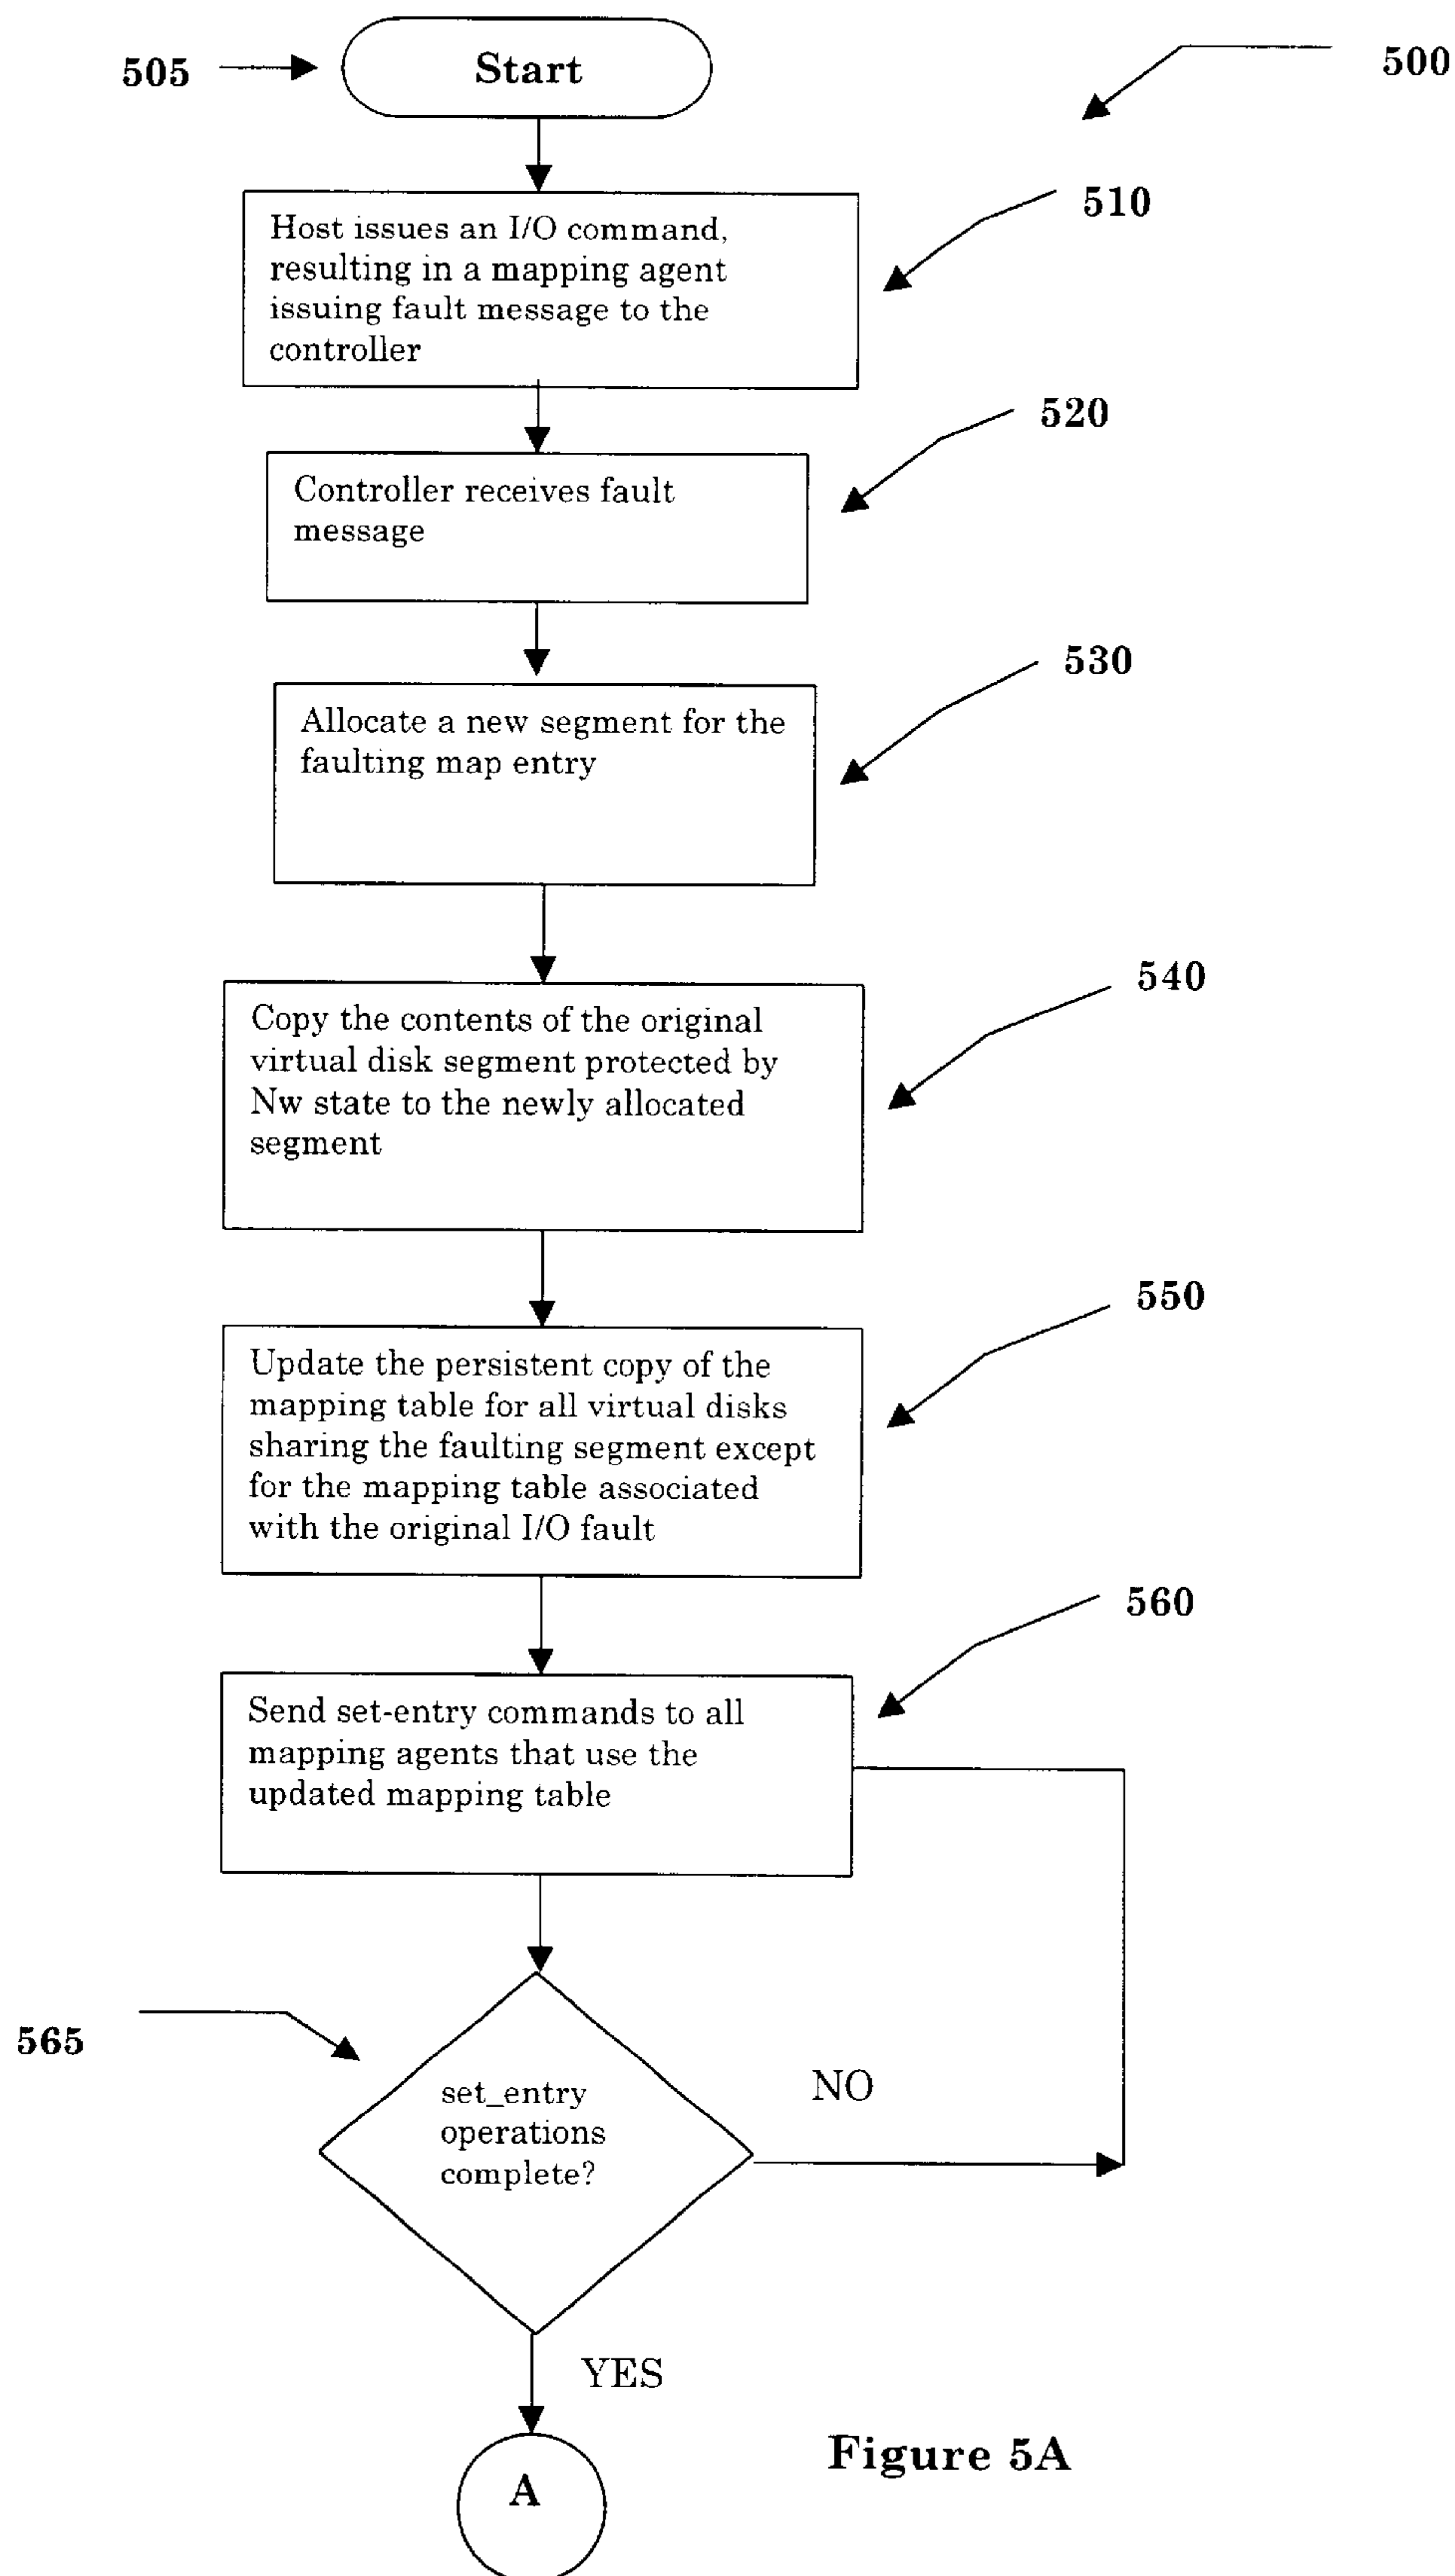 505
Start
500
Host issues an I/O command,
resulting in a mapping agent
issuing fault message to the
controller
510
Controller receives fault
message
520
Allocate a new segment for the
faulting map entry
530
Copy the contents of the original
virtual disk segment protected by
Nw state to the newly allocated
segment
540
Update the persistent copy of the
mapping table for all virtual disks
sharing the faulting segment except
for the mapping table associated
with the original I/O fault
550
Send set-entry commands to all
mapping agents that use the
updated mapping table
560
565
set_entry
operations
complete?
NO
YES
A
Figure 5A